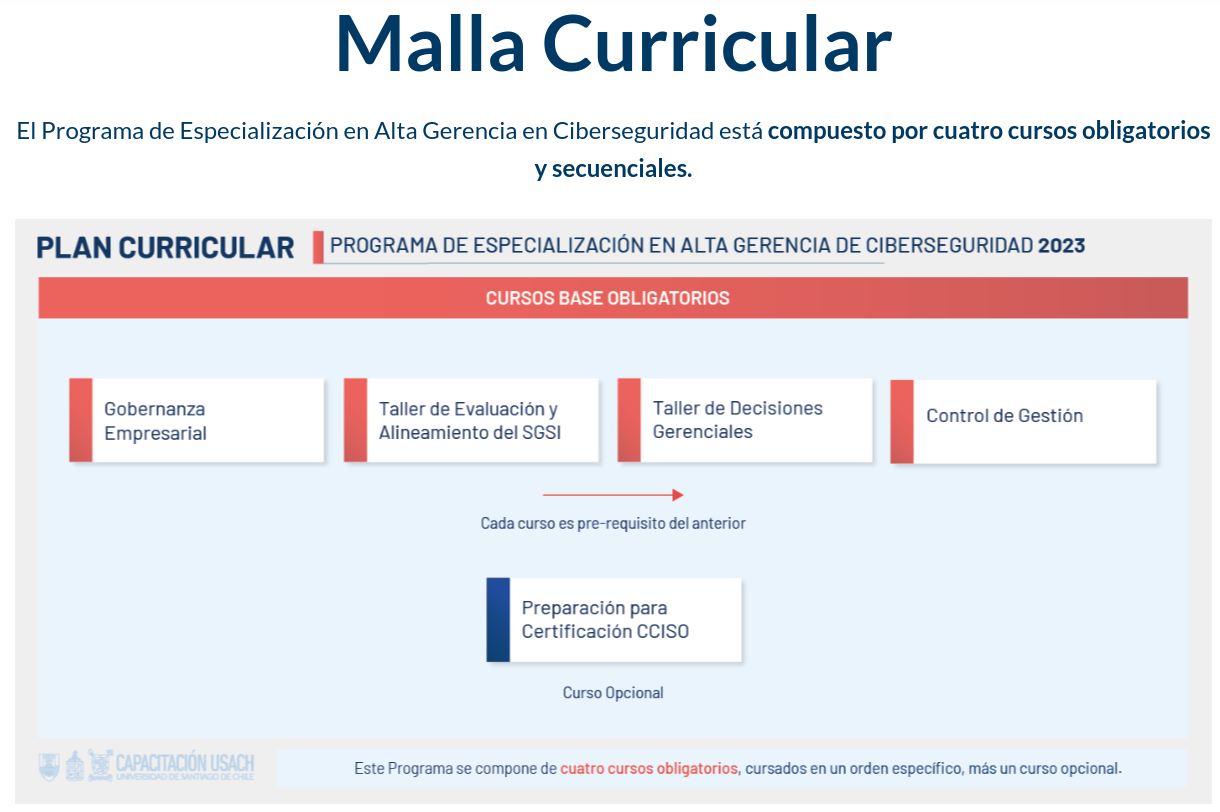 Malla Curricular
El Programa de Especialización en Alta Gerencia en Ciberseguridad está compuesto por cuatro cursos obligatorios
y secuenciales.
PLAN CURRICULAR
PROGRAMA DE ESPECIALIZACIÓN EN ALTA GERENCIA DE CIBERSEGURIDAD 2023
CURSOS BASE OBLIGATORIOS
Gobernanza
Empresarial
Taller de Evaluación y
Alineamiento del SGSI
Taller de Decisiones
Gerenciales
Control de Gestión
Cada curso es pre-requisito del anterior
Preparación para
Certificación CCISO
Curso Opcional
CAPACITACIÓN USACH
UNIVERSIDAD DE SANTIAGO DE CHILE
Este Programa se compone de cuatro cursos obligatorios, cursados en un orden específico, más un curso opcional.